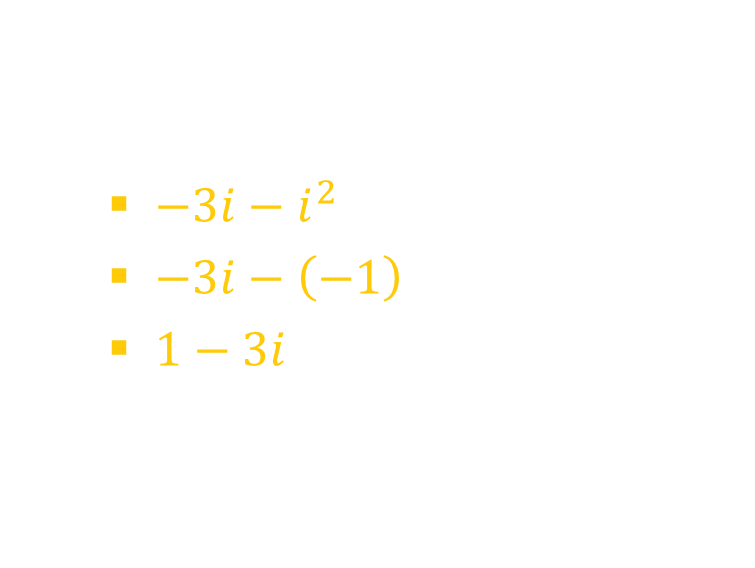 ▪ −3𝑖 − 𝑖²
▪ −3𝑖 − (−1)
▪ 1 − 3𝑖